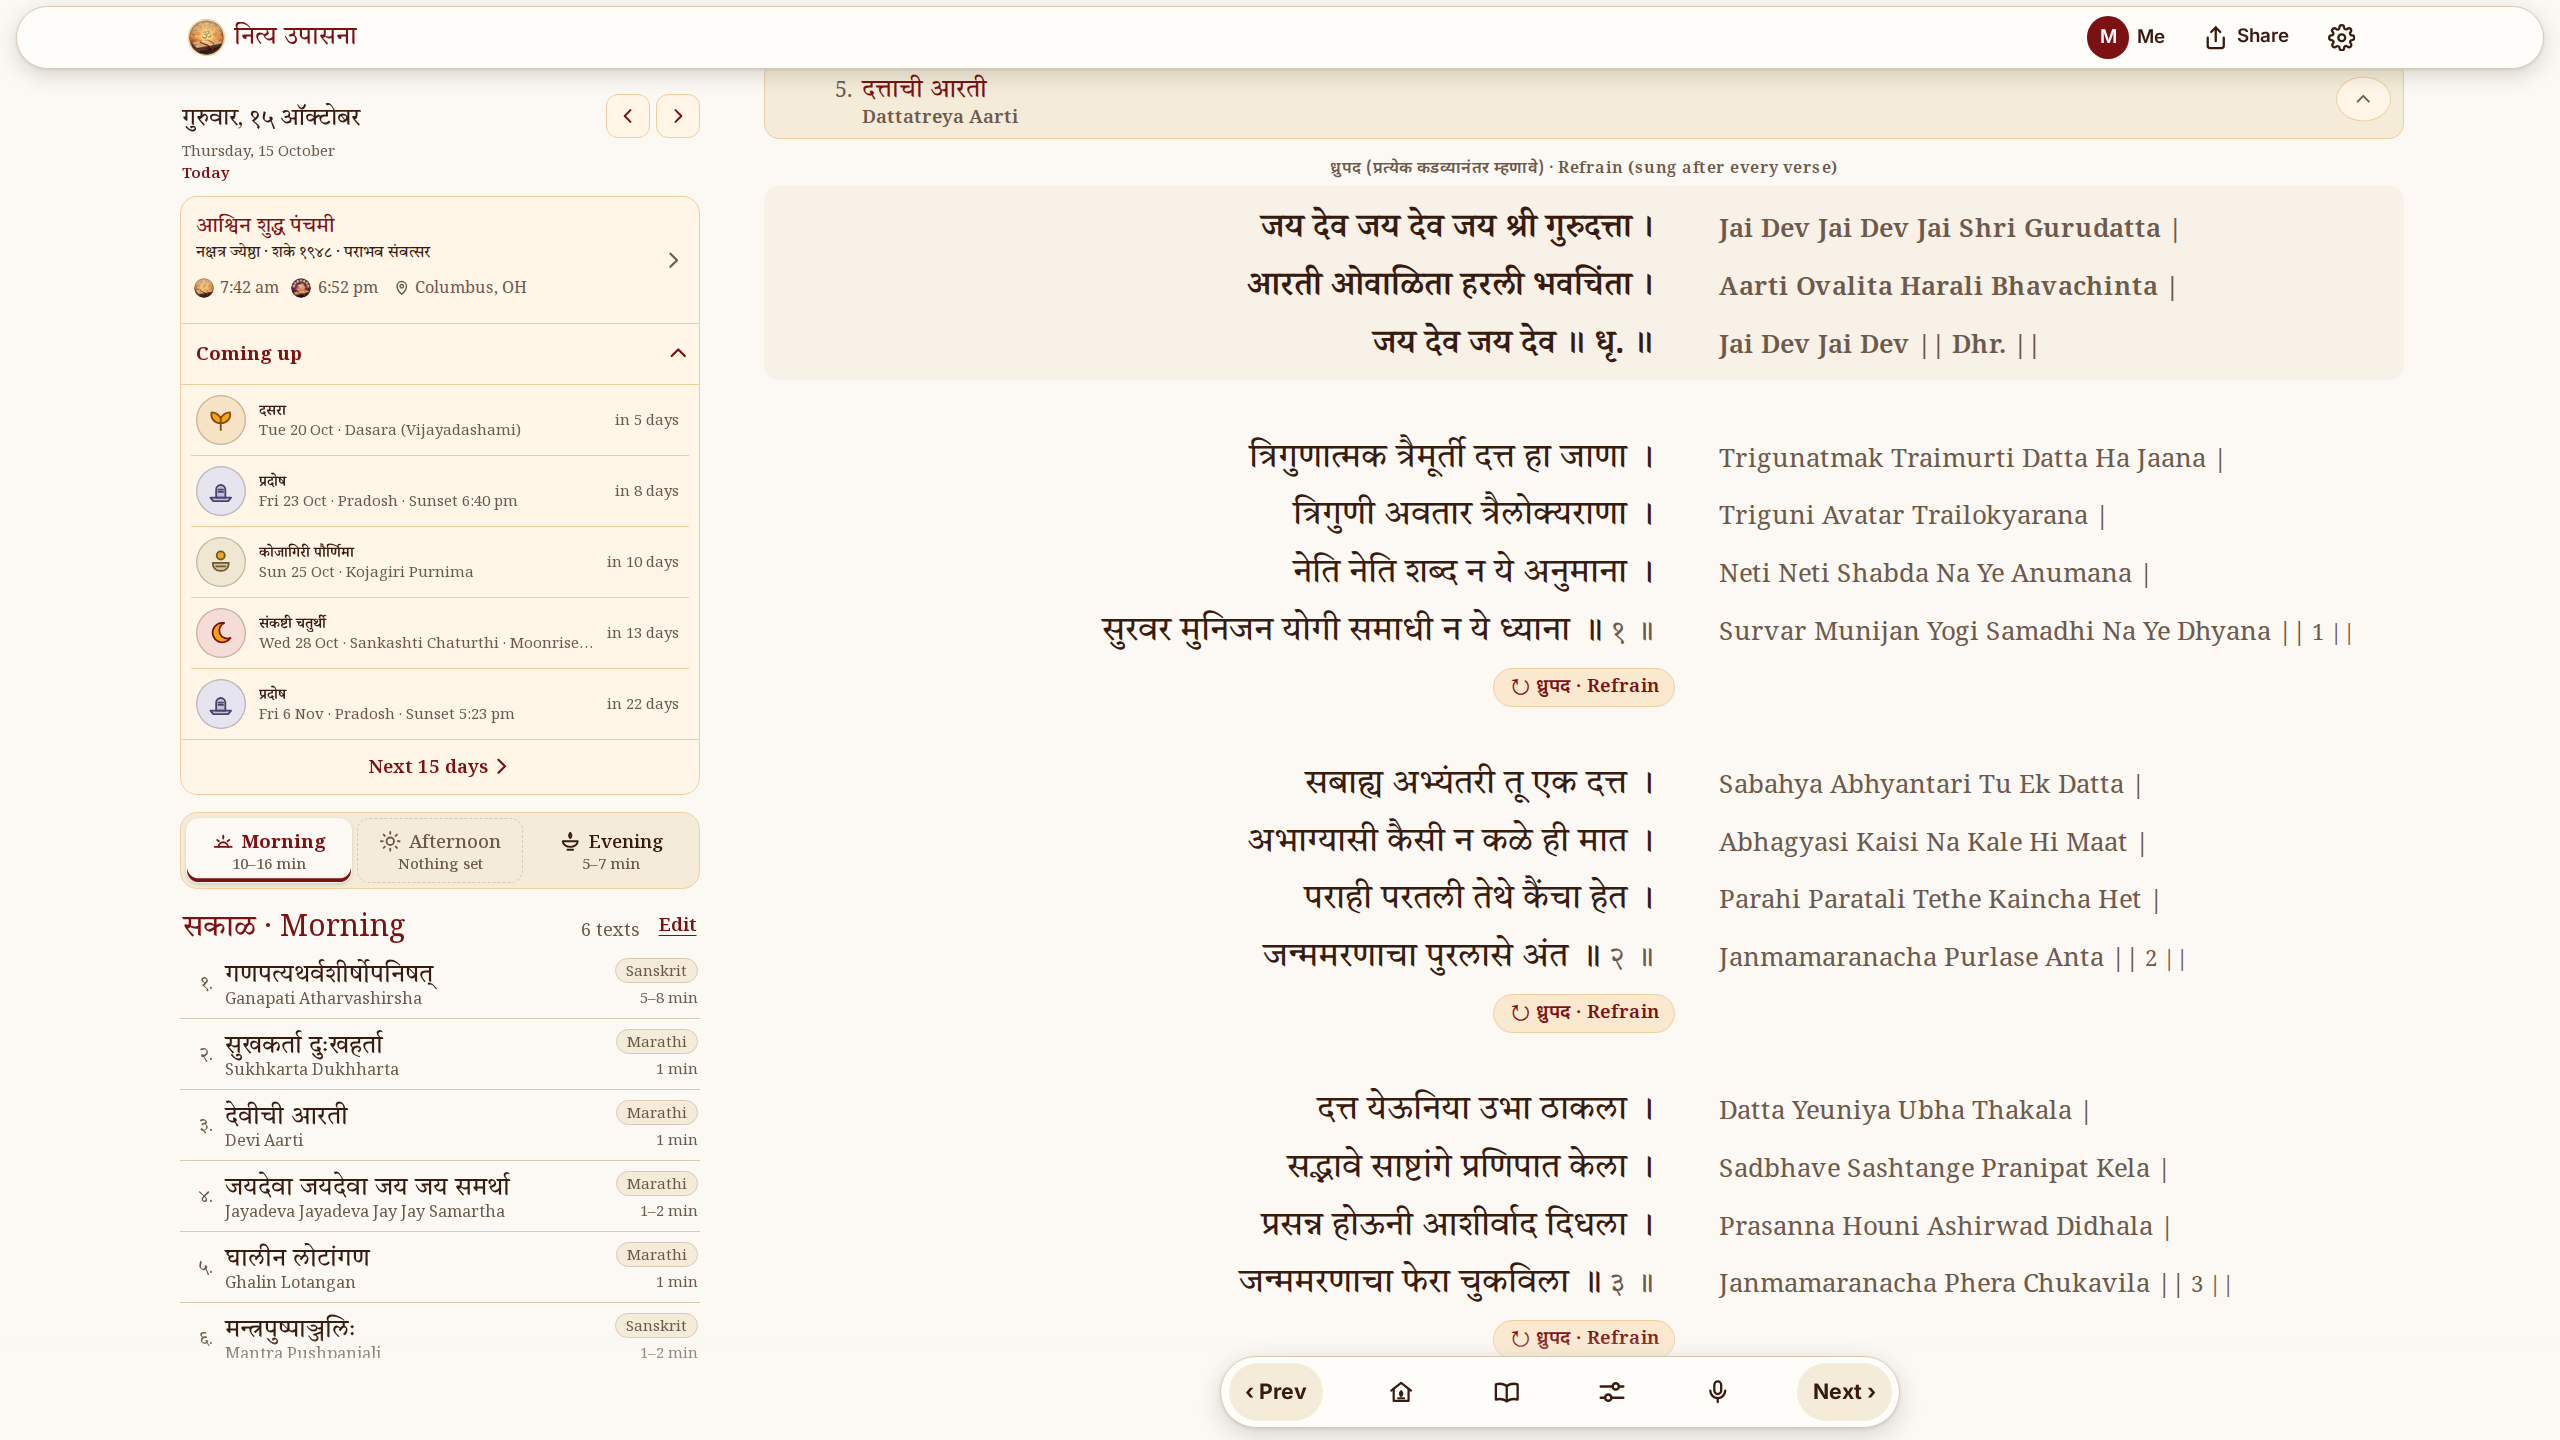 नित्य उपासना
M Me Share
गुरुवार, १५ ऑक्टोबर
Thursday, 15 October
Today
आश्विन शुद्ध पंचमी
नक्षत्र ज्येष्ठा · शके १९४८ · पराभव संवत्सर
7:42 am 6:52 pm Columbus, OH
Coming up
दसरा
Tue 20 Oct · Dasara (Vijayadashami)
in 5 days
प्रदोष
Fri 23 Oct · Pradosh · Sunset 6:40 pm
in 8 days
कोजागिरी पौर्णिमा
Sun 25 Oct · Kojagiri Purnima
in 10 days
संकष्टी चतुर्थी
Wed 28 Oct · Sankashti Chaturthi · Moonrise…
in 13 days
प्रदोष
Fri 6 Nov · Pradosh · Sunset 5:23 pm
in 22 days
Next 15 days
Morning
10–16 min
Afternoon
Nothing set
Evening
5–7 min
सकाळ · Morning
6 texts Edit
१. गणपत्यथर्वशीर्षोपनिषत्
Ganapati Atharvashirsha
Sanskrit
5–8 min
२. सुखकर्ता दुःखहर्ता
Sukhkarta Dukhharta
Marathi
1 min
३. देवीची आरती
Devi Aarti
Marathi
1 min
४. जयदेवा जयदेवा जय जय समर्था
Jayadeva Jayadeva Jay Jay Samartha
Marathi
1–2 min
५. घालीन लोटांगण
Ghalin Lotangan
Marathi
1 min
६. मन्त्रपुष्पाञ्जलिः
Mantra Pushpanjali
Sanskrit
1–2 min
5. दत्ताची आरती
Dattatreya Aarti
ध्रुपद (प्रत्येक कडव्यानंतर म्हणावे) · Refrain (sung after every verse)
जय देव जय देव जय श्री गुरुदत्ता ।
Jai Dev Jai Dev Jai Shri Gurudatta |
आरती ओवाळिता हरली भवचिंता ।
Aarti Ovalita Harali Bhavachinta |
जय देव जय देव ॥ धृ. ॥
Jai Dev Jai Dev || Dhr. ||
त्रिगुणात्मक त्रैमूर्ती दत्त हा जाणा ।
Trigunatmak Traimurti Datta Ha Jaana |
त्रिगुणी अवतार त्रैलोक्यराणा ।
Triguni Avatar Trailokyarana |
नेति नेति शब्द न ये अनुमाना ।
Neti Neti Shabda Na Ye Anumana |
सुरवर मुनिजन योगी समाधी न ये ध्याना ॥ १ ॥
Survar Munijan Yogi Samadhi Na Ye Dhyana || 1 ||
ध्रुपद · Refrain
सबाह्य अभ्यंतरी तू एक दत्त ।
Sabahya Abhyantari Tu Ek Datta |
अभाग्यासी कैसी न कळे ही मात ।
Abhagyasi Kaisi Na Kale Hi Maat |
पराही परतली तेथे कैंचा हेत ।
Parahi Paratali Tethe Kaincha Het |
जन्ममरणाचा पुरलासे अंत ॥ २ ॥
Janmamaranacha Purlase Anta || 2 ||
ध्रुपद · Refrain
दत्त येऊनिया उभा ठाकला ।
Datta Yeuniya Ubha Thakala |
सद्भावे साष्टांगे प्रणिपात केला ।
Sadbhave Sashtange Pranipat Kela |
प्रसन्न होऊनी आशीर्वाद दिधला ।
Prasanna Houni Ashirwad Didhala |
जन्ममरणाचा फेरा चुकविला ॥ ३ ॥
Janmamaranacha Phera Chukavila || 3 ||
ध्रुपद · Refrain
‹ Prev
Next ›